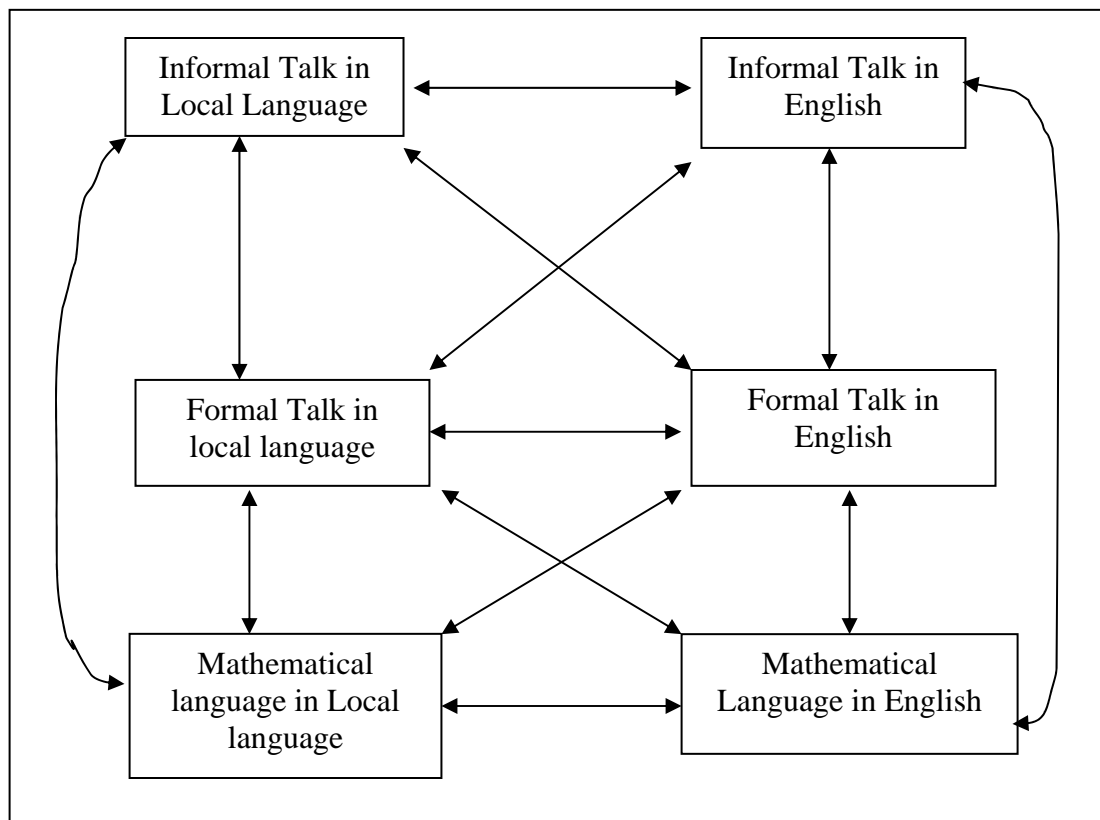 Informal Talk in
Local Language
Informal Talk in
English
Formal Talk in
local language
Formal Talk in
English
Mathematical
language in Local
language
Mathematical
Language in English